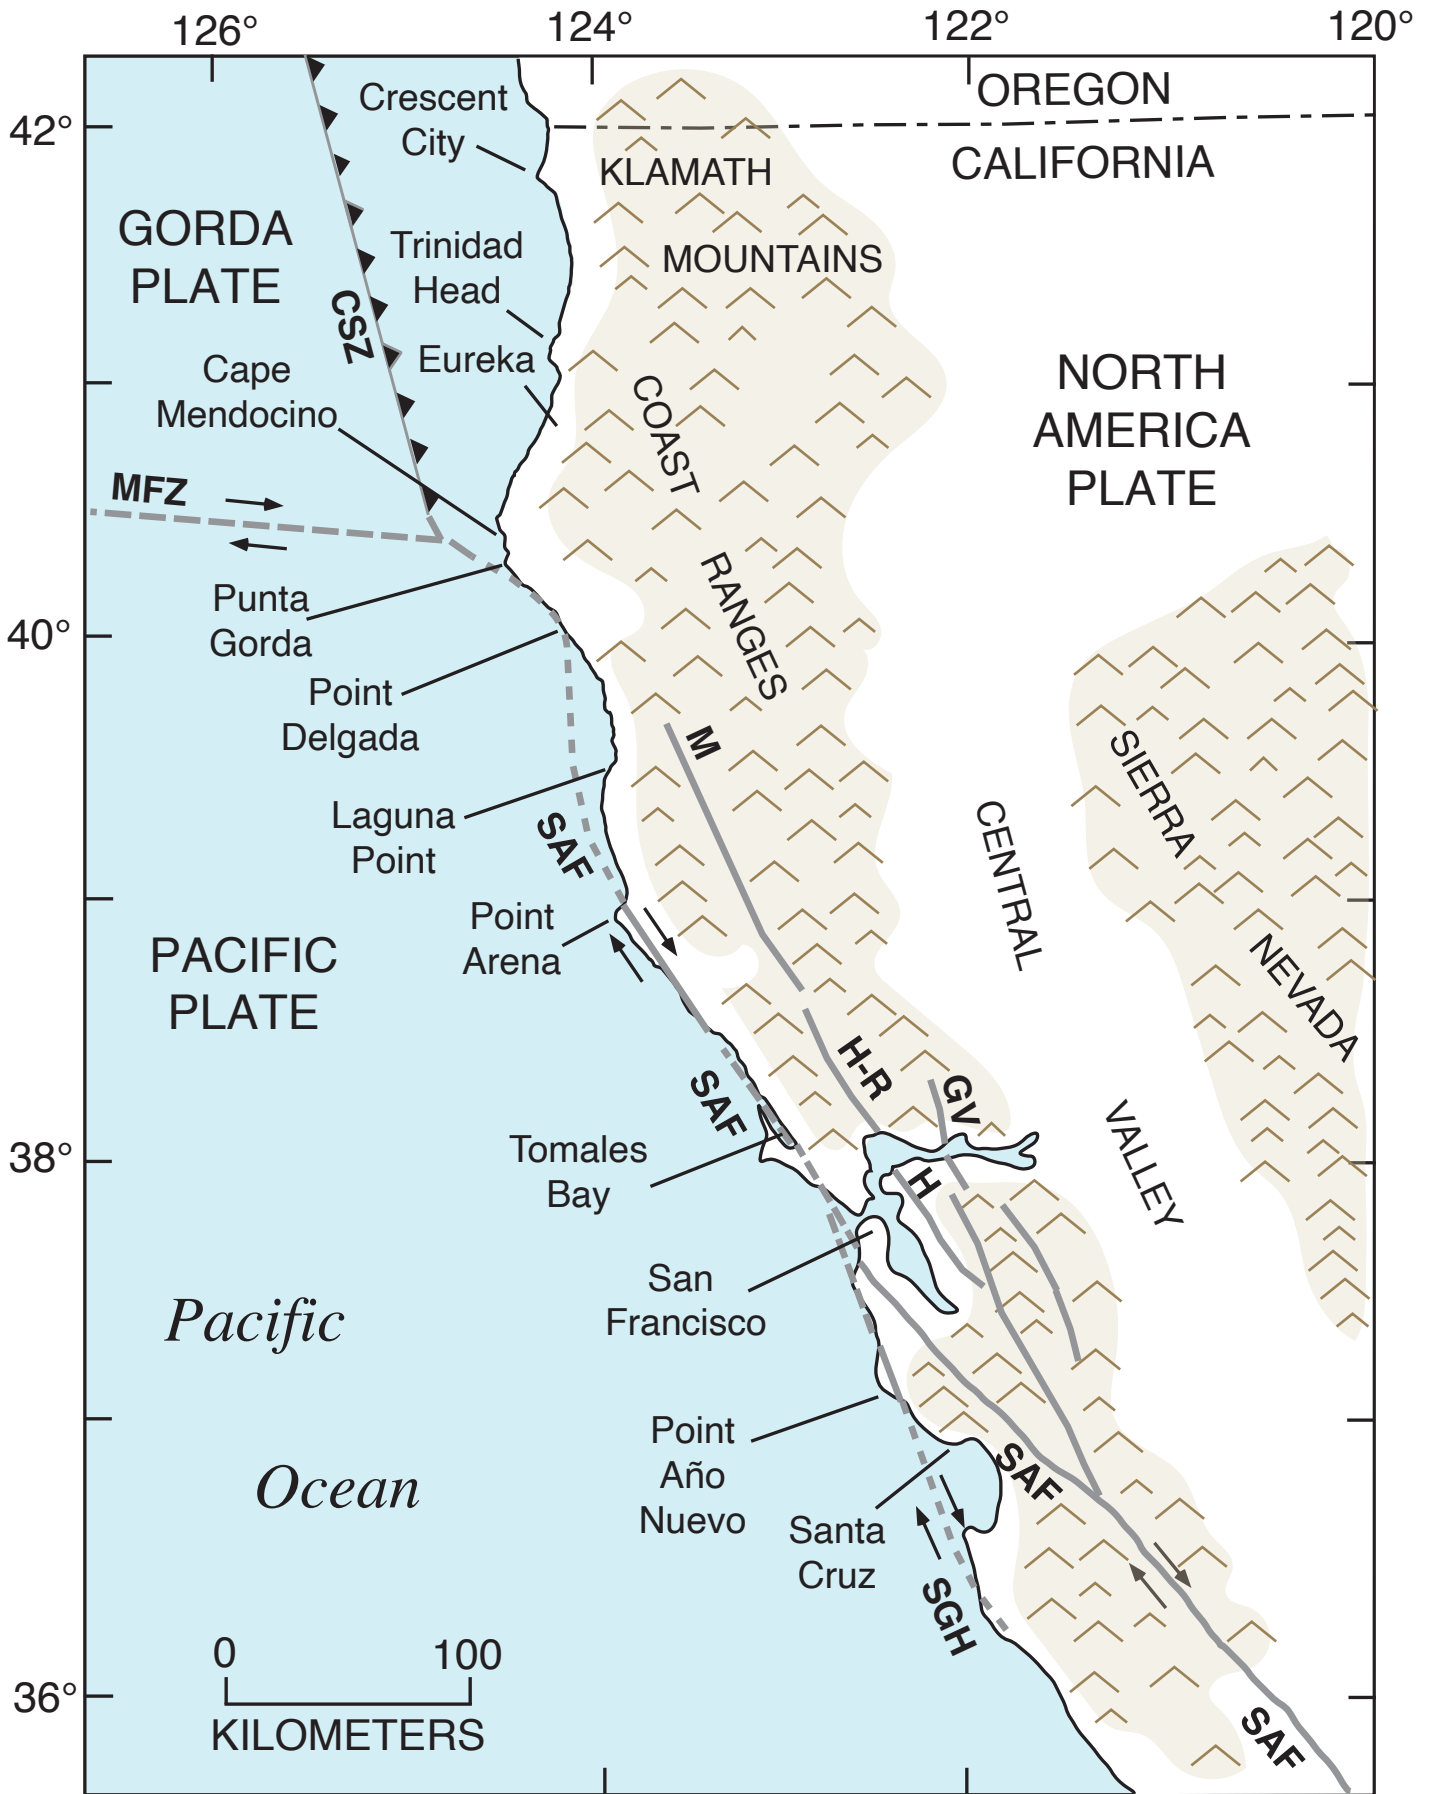 126°
124°
122°
120°
OREGON
42°
Crescent
City
CALIFORNIA
KLAMATH
GORDA
PLATE
Trinidad
Head
MOUNTAINS
CSZ
Eureka
Cape
Mendocino
COAST
NORTH
AMERICA
PLATE
MFZ
RANGES
Punta
Gorda
40°
Point
Delgada
M
SIERRA
Laguna
Point
SAF
CENTRAL
Point
Arena
NEVADA
PACIFIC
PLATE
H-R
GV
SAF
Tomales
Bay
38°
H
VALLEY
San
Francisco
Pacific
Point
Año
Nuevo
SAF
Ocean
Santa
Cruz
SGH
0
100
KILOMETERS
36°
SAF